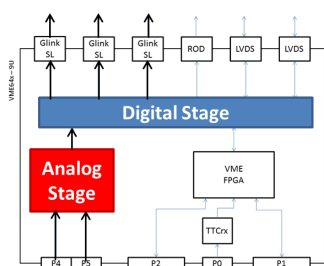 Glink
SL
Glink
SL
Glink
SL
ROD
LVDS
LVDS
VME64x – 9U
Digital Stage
Analog
Stage
VME
FPGA
TTCrx
P4
P5
P2
P0
P1